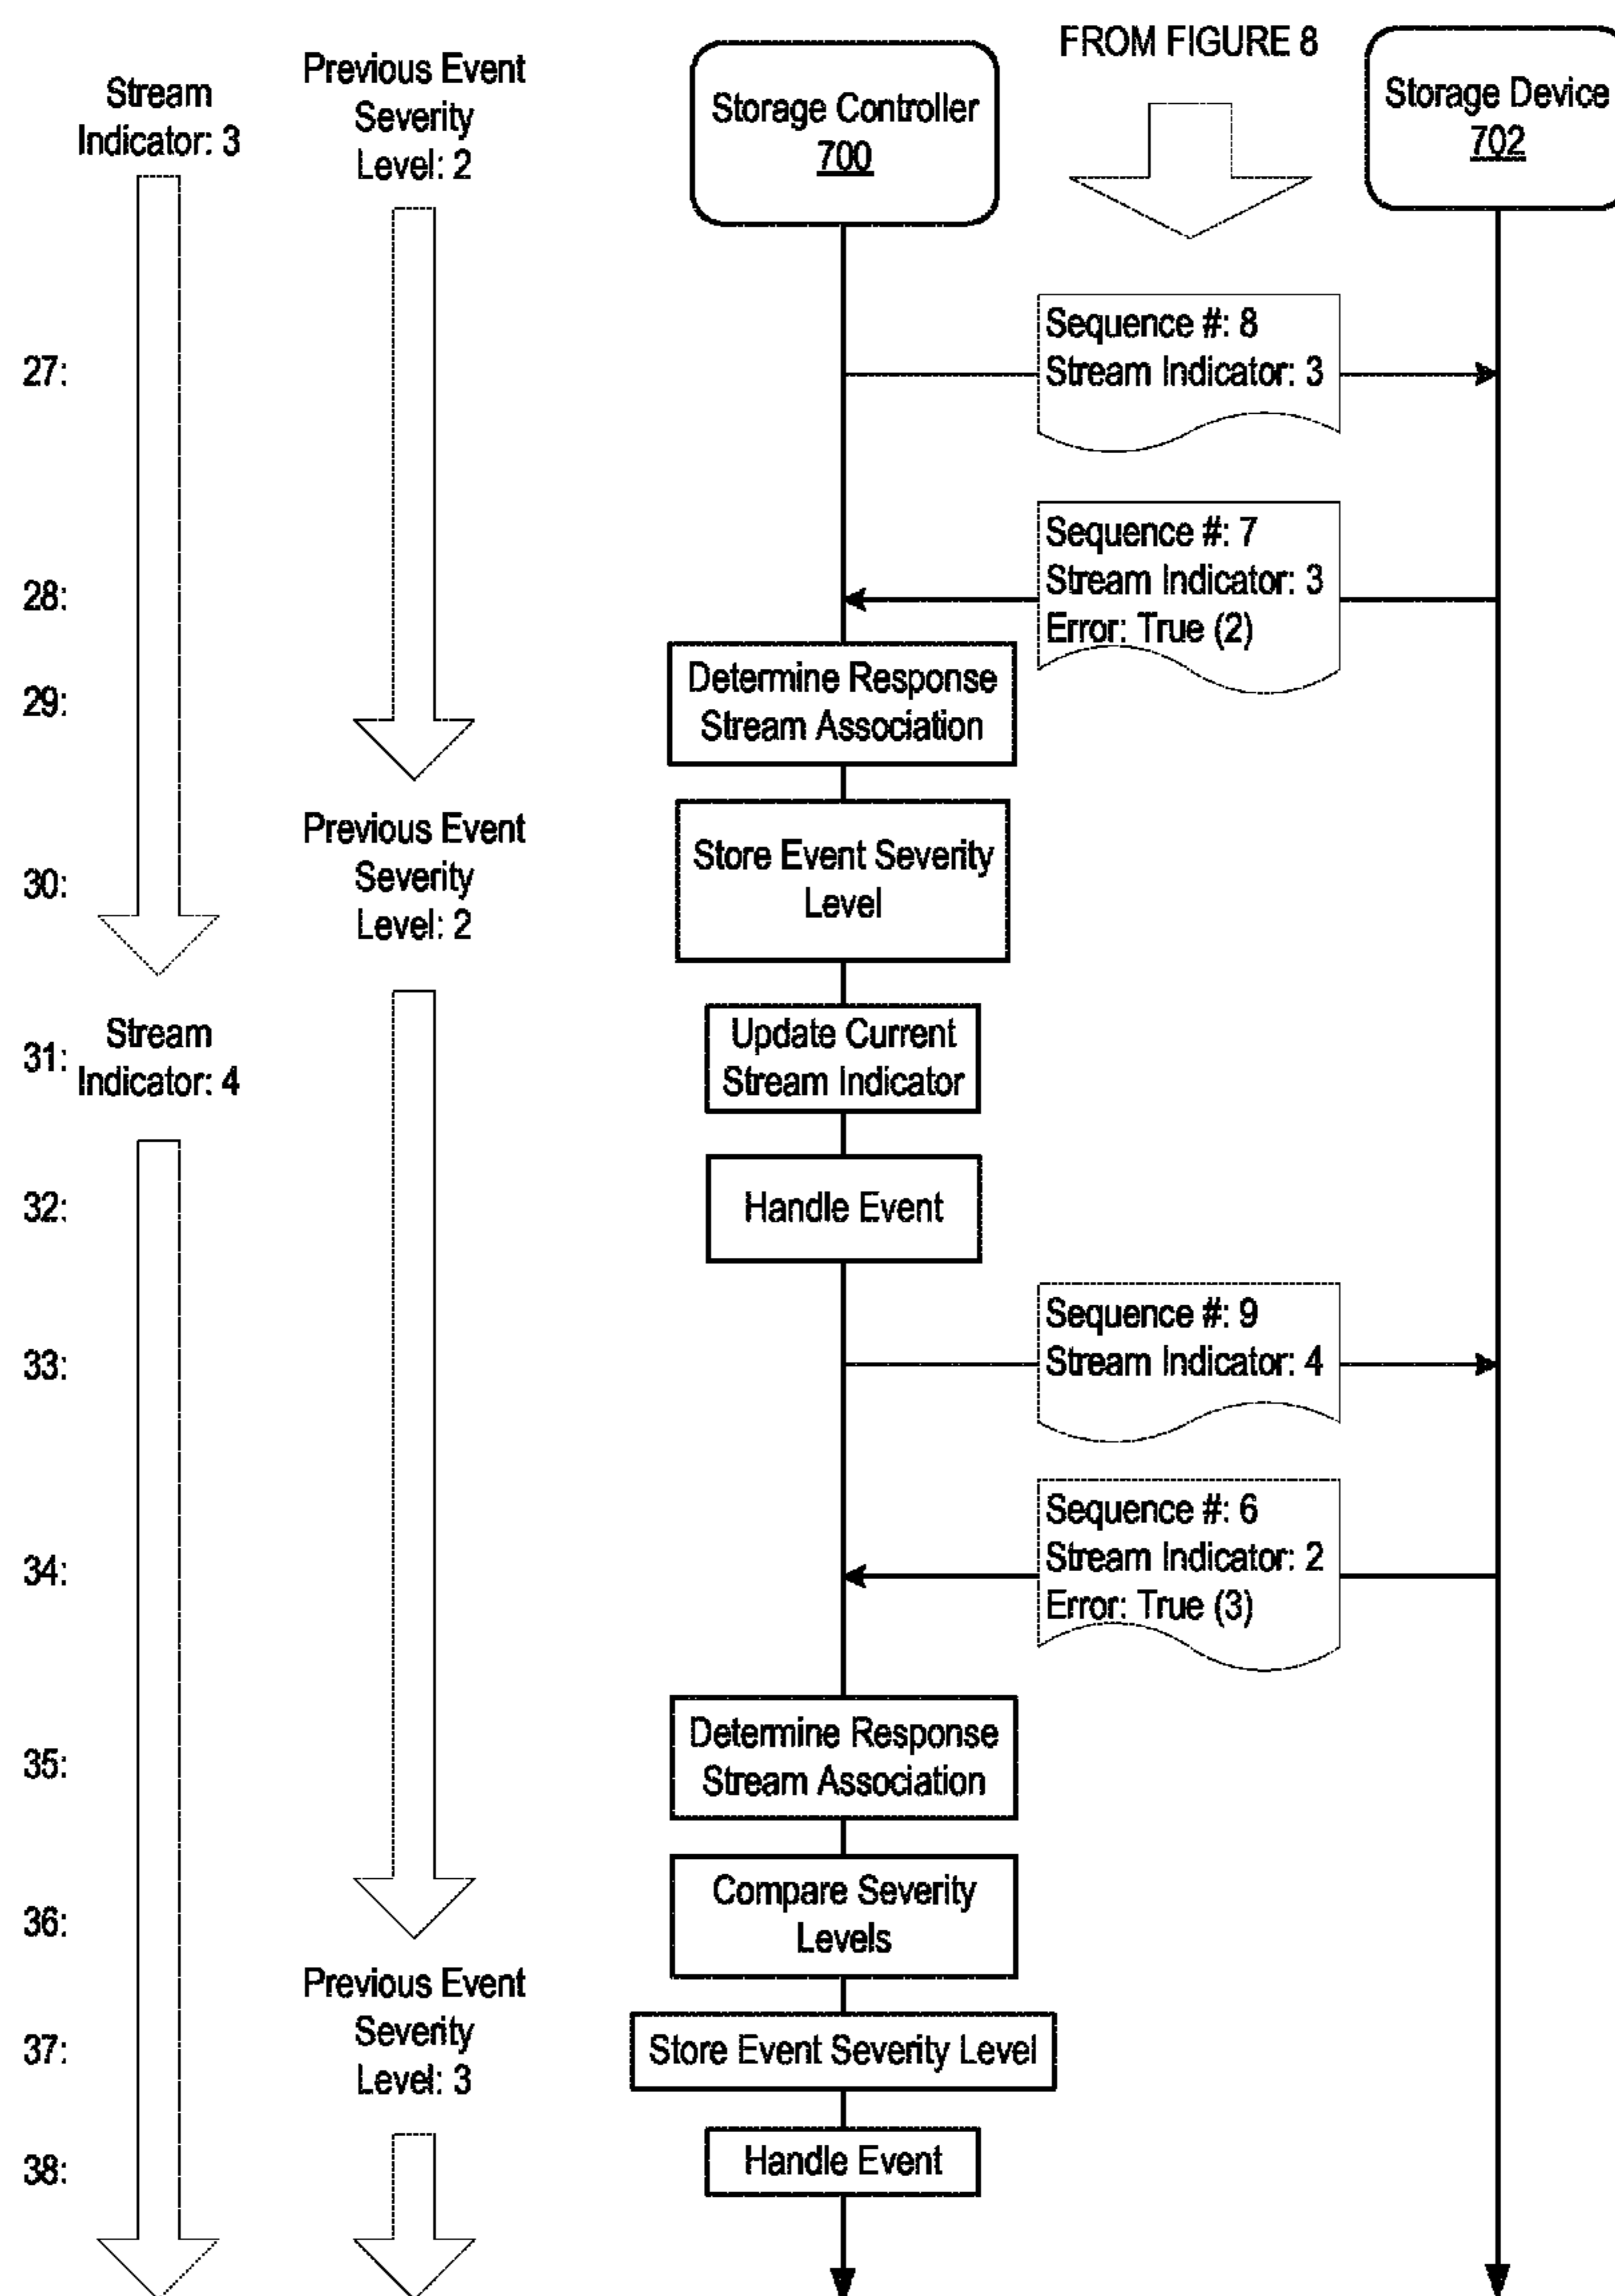 FROM FIGURE 8
Stream
Indicator: 3
Previous Event
Severity
Level: 2
Storage Controller
700
Storage Device
702
27:
Sequence #: 8
Stream Indicator: 3
28:
Sequence #: 7
Stream Indicator: 3
Error: True (2)
29:
Determine Response
Stream Association
30:
Previous Event
Severity
Level: 2
Store Event Severity
Level
31:
Stream
Indicator: 4
Update Current
Stream Indicator
32:
Handle Event
33:
Sequence #: 9
Stream Indicator: 4
34:
Sequence #: 6
Stream Indicator: 2
Error: True (3)
35:
Determine Response
Stream Association
36:
Compare Severity
Levels
37:
Previous Event
Severity
Level: 3
Store Event Severity Level
38:
Handle Event